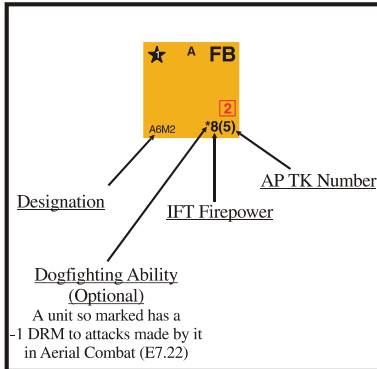 1 A FB
2
A6M2 *8(5)
AP TK Number
Designation
IFT Firepower
Dogfighting Ability
(Optional)
A unit so marked has a
-1 DRM to attacks made by it
in Aerial Combat (E7.22)